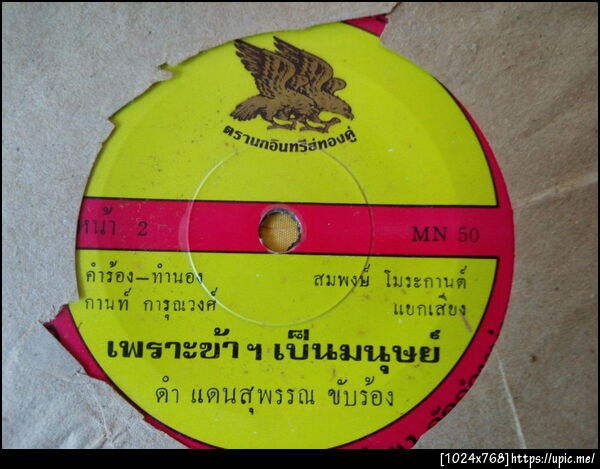 ตรานกอินทรีย์ทองคู่
หน้า 2
MN 50
คำร้อง–ทำนอง
กานท์ การุณวงศ์
สมพงษ์ โมระกานต์
แยกเสียง
เพราะข้าฯ เป็นมนุษย์
ดำ แดนสุพรรณ ขับร้อง
[1024x768]https://upic.me/